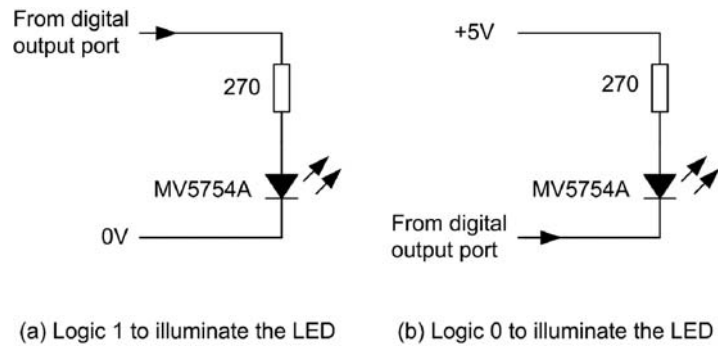 From digital
output port
270
MV5754A
0V
(a) Logic 1 to illuminate the LED
+5V
270
MV5754A
From digital
output port
(b) Logic 0 to illuminate the LED